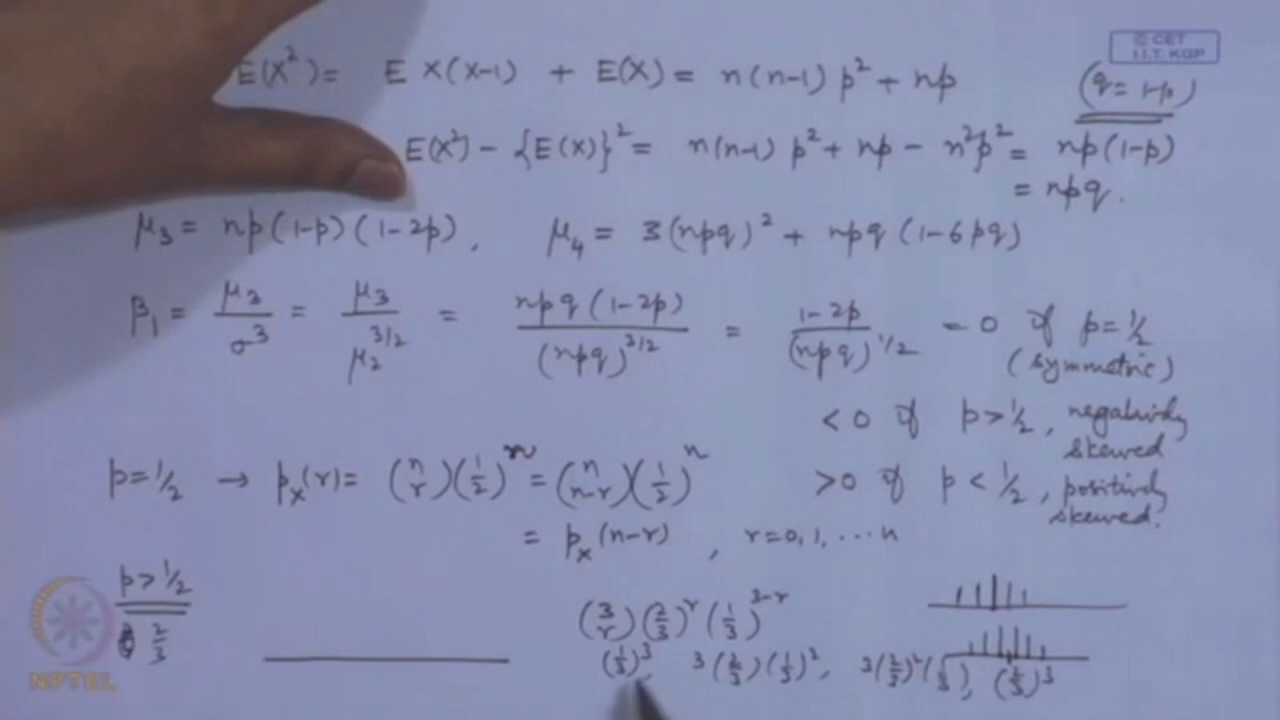 © CET
I.I.T. KGP
E(X²) = E X(X-1) + E(X) = n(n-1) p² + np (q = 1-p)
E(X²) - {E(X)}² = n(n-1) p² + np - n²p² = np(1-p)
= npq.
μ₃ = np(1-p)(1-2p), μ₄ = 3(npq)² + npq(1-6pq)
β₁ = μ₃/σ³ = μ₃/μ₂^{3/2} = npq(1-2p)/(npq)^{3/2} = (1-2p)/(npq)^{1/2} = 0 if p = 1/2
(symmetric)
< 0 if p > 1/2, negatively
skewed
p = 1/2 → p_X(r) = (n r)(1/2)^n = (n n-r)(1/2)^n > 0 if p < 1/2, positively
skewed.
= p_X(n-r), r = 0, 1, ... n
p > 1/2
2/3
(3 r)(2/3)^r (1/3)^{3-r}
(1/3)³, 3(2/3)(1/3)², 3(2/3)²(1/3), (2/3)³
NPTEL